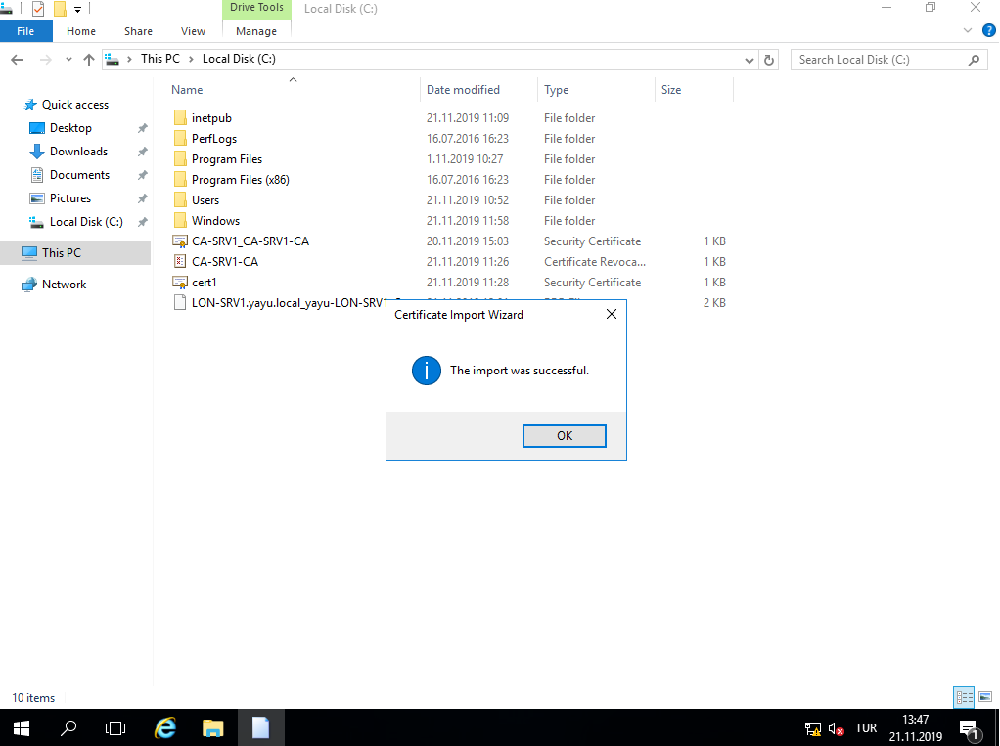 Drive Tools
Local Disk (C:)
File
Home
Share
View
Manage
This PC
Local Disk (C:)
Search Local Disk (C:)
Name
Date modified
Type
Size
Quick access
Desktop
Downloads
Documents
Pictures
Local Disk (C:)
This PC
Network
inetpub 21.11.2019 11:09 File folder
PerfLogs 16.07.2016 16:23 File folder
Program Files 1.11.2019 10:27 File folder
Program Files (x86) 16.07.2016 16:23 File folder
Users 21.11.2019 10:52 File folder
Windows 21.11.2019 11:58 File folder
CA-SRV1_CA-SRV1-CA 20.11.2019 15:03 Security Certificate 1 KB
CA-SRV1-CA 21.11.2019 11:26 Certificate Revoca... 1 KB
cert1 21.11.2019 11:28 Security Certificate 1 KB
LON-SRV1.yayu.local_yayu-LON-SRV1 2 KB
Certificate Import Wizard
The import was successful.
OK
10 items
TUR
13:47
21.11.2019
1